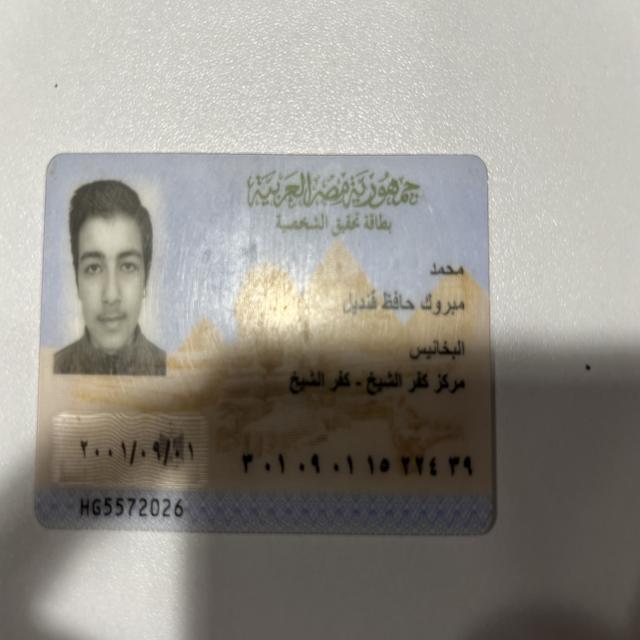 جمهورية مصر العربية
بطاقة تحقيق الشخصية
محمد
مبروك حافظ قنديل
البخاليس
مركز كفر الشيخ - كفر الشيخ
٢٠٠١/٠٩/٠١
٣٠١٠٩٠١١٥٢٢٤٣٩
HG5572026